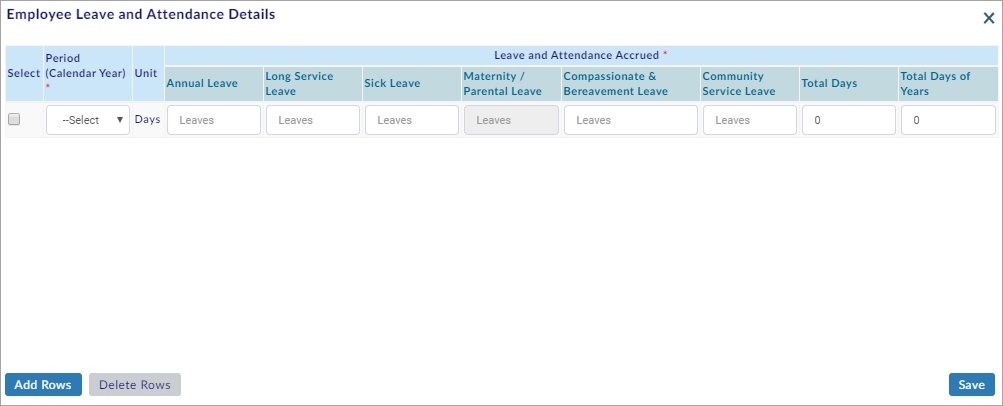 Employee Leave and Attendance Details
×
Select
Period
(Calendar Year)
*
Unit
Leave and Attendance Accrued *
Annual Leave
Long Service
Leave
Sick Leave
Maternity /
Parental Leave
Compassionate &
Bereavement Leave
Community
Service Leave
Total Days
Total Days of
Years
--Select
Days
Leaves
Leaves
Leaves
Leaves
Leaves
Leaves
0
0
Add Rows
Delete Rows
Save